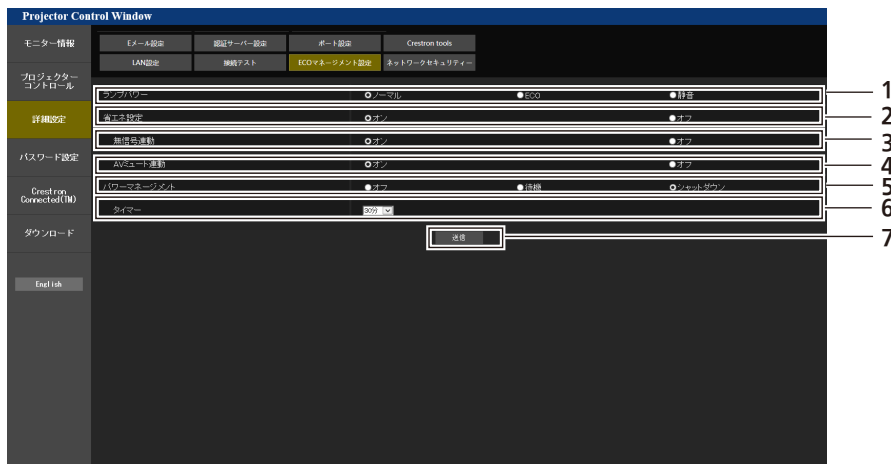 Projector Control Window
モニター情報
プロジェクター
コントロール
詳細設定
パスワード設定
Crestron
Connected(TM)
ダウンロード
English
Eメール設定 認証サーバー設定 ポート設定 Crestron tools
LAN設定 接続テスト ECOマネージメント設定 ネットワークセキュリティー
ランプパワー ノーマル ECO 静音 1
省エネ設定 オン オフ 2
無信号連動 オン オフ 3
AVミュート連動 オン オフ 4
パワーマネージメント オフ 待機 シャットダウン 5
タイマー 30分 6
送信 7